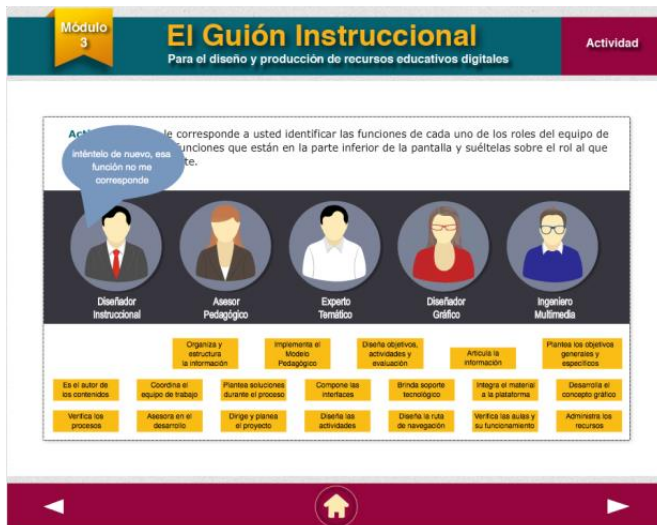 Módulo
3
El Guión Instruccional
Para el diseño y producción de recursos educativos digitales
Actividad
le corresponde a usted identificar las funciones de cada uno de los roles del equipo de
funciones que están en la parte inferior de la pantalla y suéltelas sobre el rol al que
inténtelo de nuevo, esa
función no me
corresponde
Diseñador
Instruccional
Asesor
Pedagógico
Experto
Temático
Diseñador
Gráfico
Ingeniero
Multimedia
Organiza y
estructura
la información
Implementa el
Modelo
Pedagógico
Diseña objetivos,
actividades y
evaluación
Articula la
información
Plantea los objetivos
generales y
específicos
Es el autor de
los contenidos
Coordina el
equipo de trabajo
Plantea soluciones
durante el proceso
Compone las
interfaces
Brinda soporte
tecnológico
Integra el material
a la plataforma
Desarrolla el
concepto gráfico
Verifica los
procesos
Asesora en el
desarrollo
Dirige y planea
el proyecto
Diseña las
actividades
Diseña la ruta
de navegación
Verifica las aulas y
su funcionamiento
Administra los
recursos